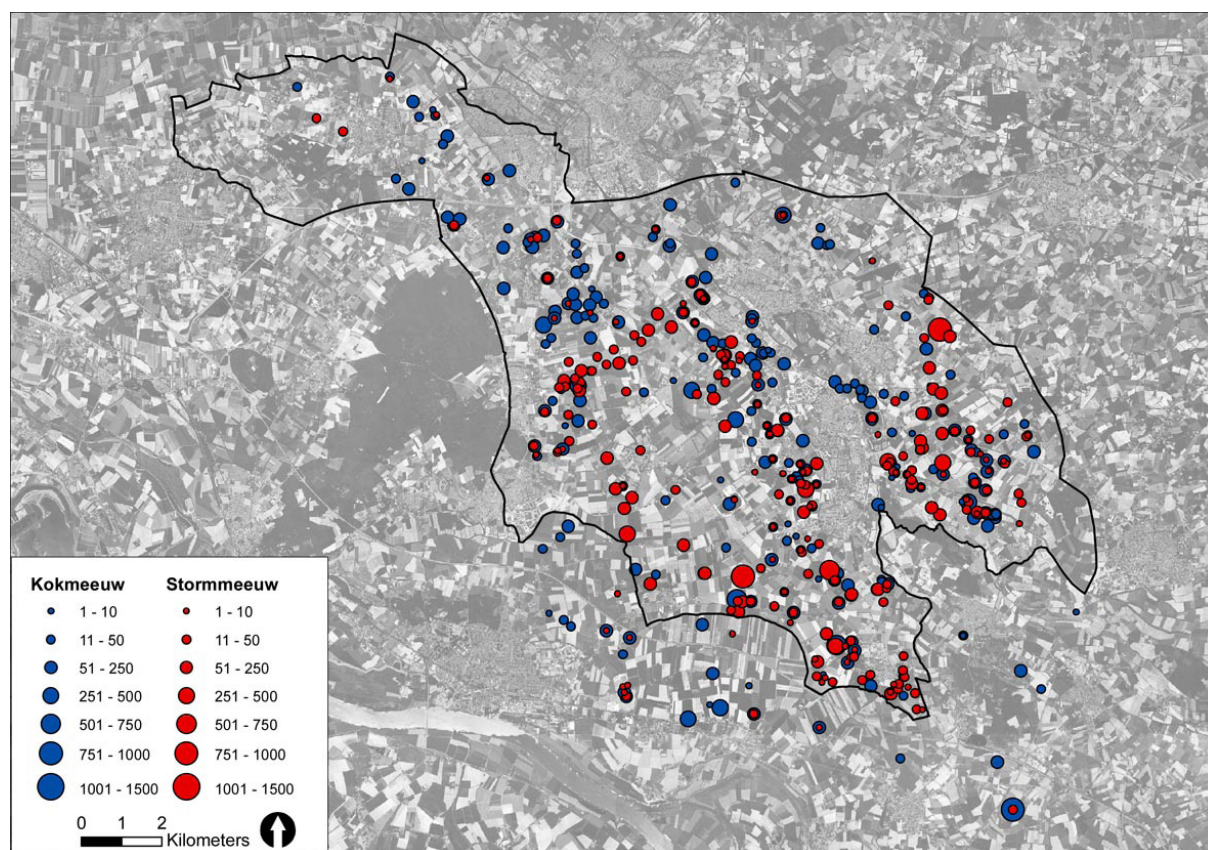 Kokmeeuw Stormmeeuw
1 - 10 1 - 10
11 - 50 11 - 50
51 - 250 51 - 250
251 - 500 251 - 500
501 - 750 501 - 750
751 - 1000 751 - 1000
1001 - 1500 1001 - 1500
0 1 2
Kilometers